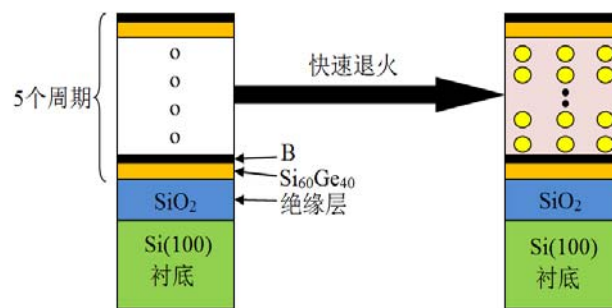 5个周期
快速退火
B
Si₆₀Ge₄₀
绝缘层
SiO₂
Si(100)
衬底
SiO₂
Si(100)
衬底